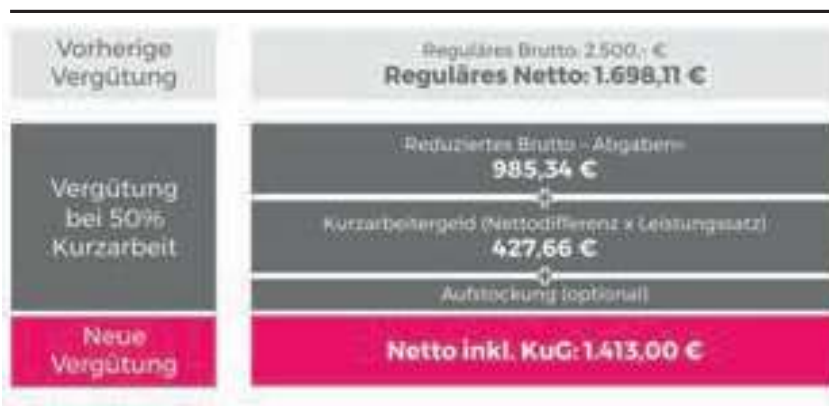 Vorherige
Vergütung
Reguläres Brutto: 2.500,- €
Reguläres Netto: 1.698,11 €
Vergütung
bei 50%
Kurzarbeit
Reduziertes Brutto - Abgaben=
985,34 €
+
Kurzarbeitergeld (Nettodifferenz x Leistungssatz)
427,66 €
+
Aufstockung (optional)
Neue
Vergütung
Netto inkl. KuG: 1.413,00 €